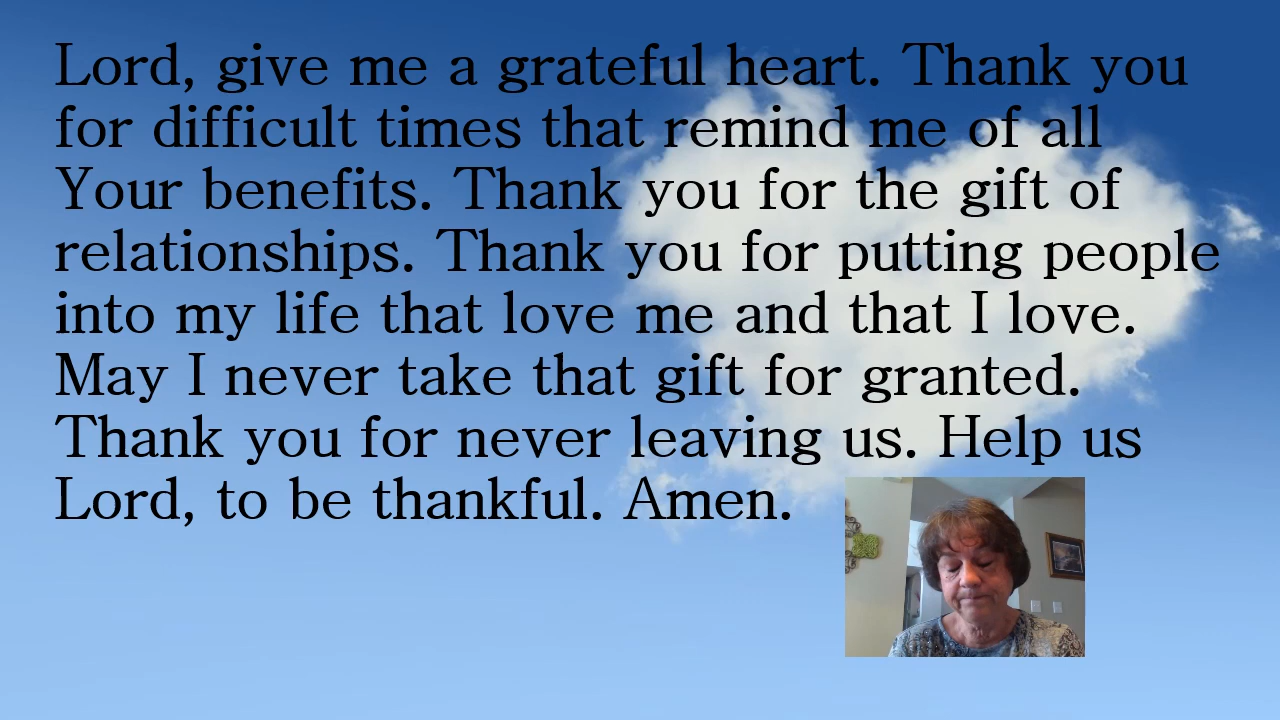 Lord, give me a grateful heart. Thank you
for difficult times that remind me of all
Your benefits. Thank you for the gift of
relationships. Thank you for putting people
into my life that love me and that I love.
May I never take that gift for granted.
Thank you for never leaving us. Help us
Lord, to be thankful. Amen.